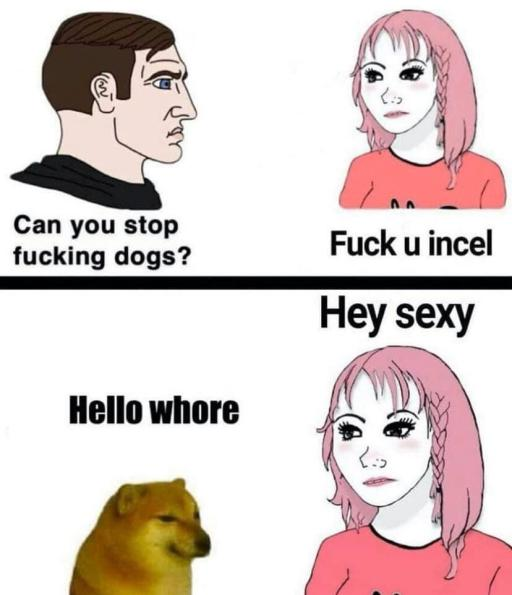 Can you stop
fucking dogs?
Fuck u incel
Hey sexy
Hello whore